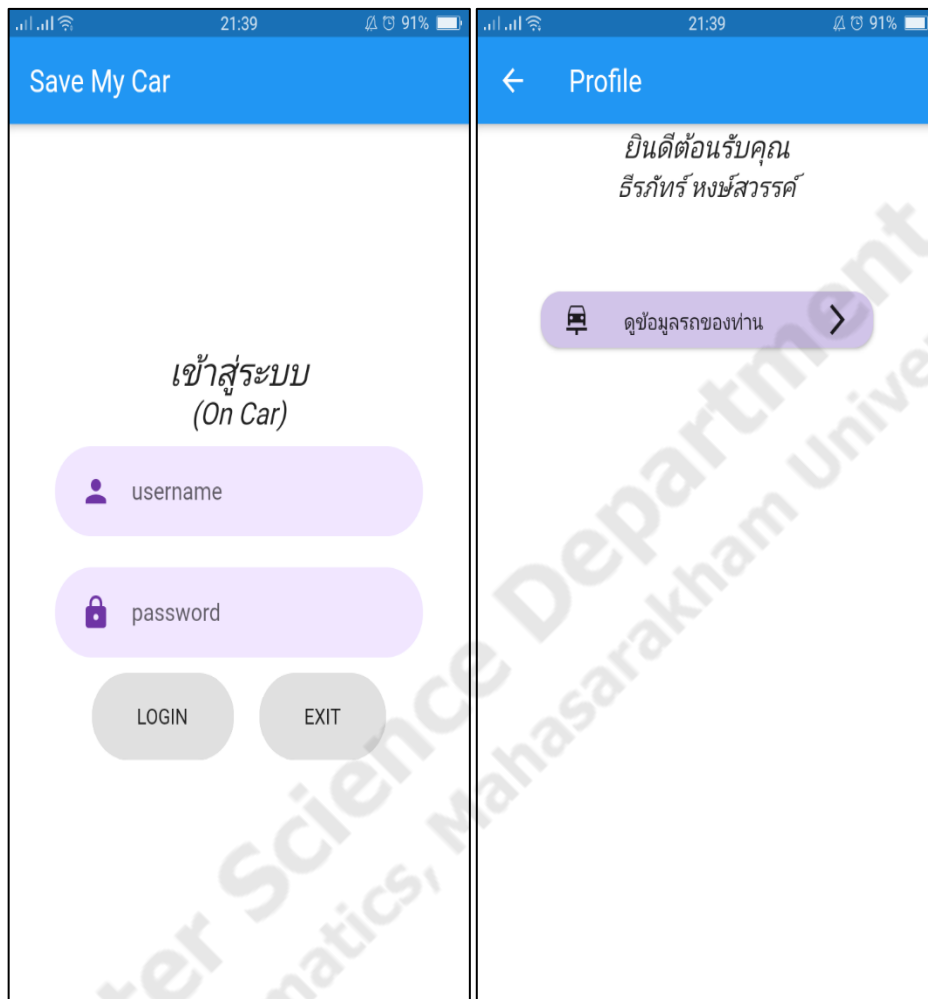 21:39
91%
Save My Car
เข้าสู่ระบบ
(On Car)
username
password
LOGIN
EXIT
21:39
91%
Profile
ยินดีต้อนรับคุณ
ธีรภัทร์ หงษ์สวรรค์
ดูข้อมูลรถของท่าน
Science Department
Mahasarakham